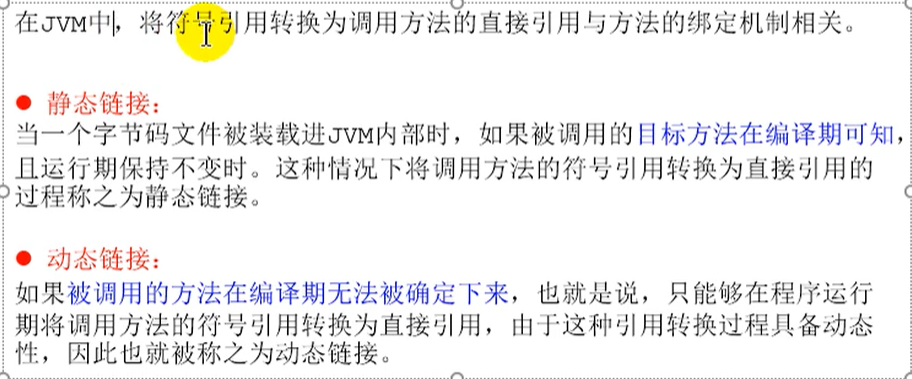 在JVM中,将符号引用转换为调用方法的直接引用与方法的绑定机制相关。
● 静态链接:
当一个字节码文件被装载进JVM内部时,如果被调用的目标方法在编译期可知,
且运行期保持不变时。这种情况下将调用方法的符号引用转换为直接引用的
过程称之为静态链接。
● 动态链接:
如果被调用的方法在编译期无法被确定下来,也就是说,只能够在程序运行
期将调用方法的符号引用转换为直接引用,由于这种引用转换过程具备动态
性,因此也就被称之为动态链接。